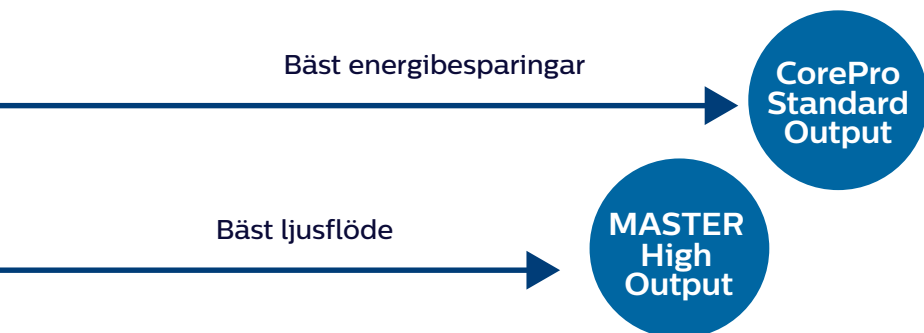 Bäst energibesparingar
CorePro
Standard
Output
Bäst ljusflöde
MASTER
High
Output